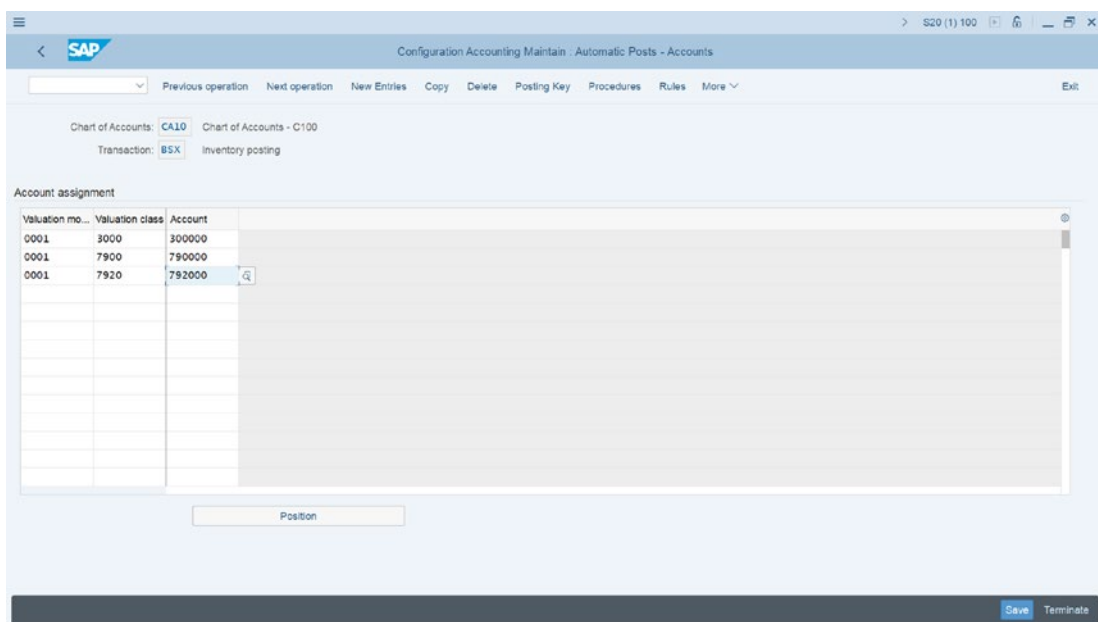 S20 (1) 100
SAP
Configuration Accounting Maintain : Automatic Posts - Accounts
Previous operation Next operation New Entries Copy Delete Posting Key Procedures Rules More Exit
Chart of Accounts: CA10 Chart of Accounts - C100
Transaction: BSX Inventory posting
Account assignment
Valuation mo... Valuation class Account
0001 3000 300000
0001 7900 790000
0001 7920 792000
Position
Save Terminate